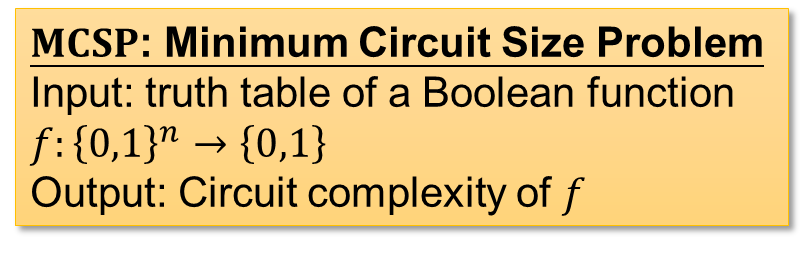 MCSP: Minimum Circuit Size Problem
Input: truth table of a Boolean function
𝑓:{0,1}ⁿ → {0,1}
Output: Circuit complexity of 𝑓